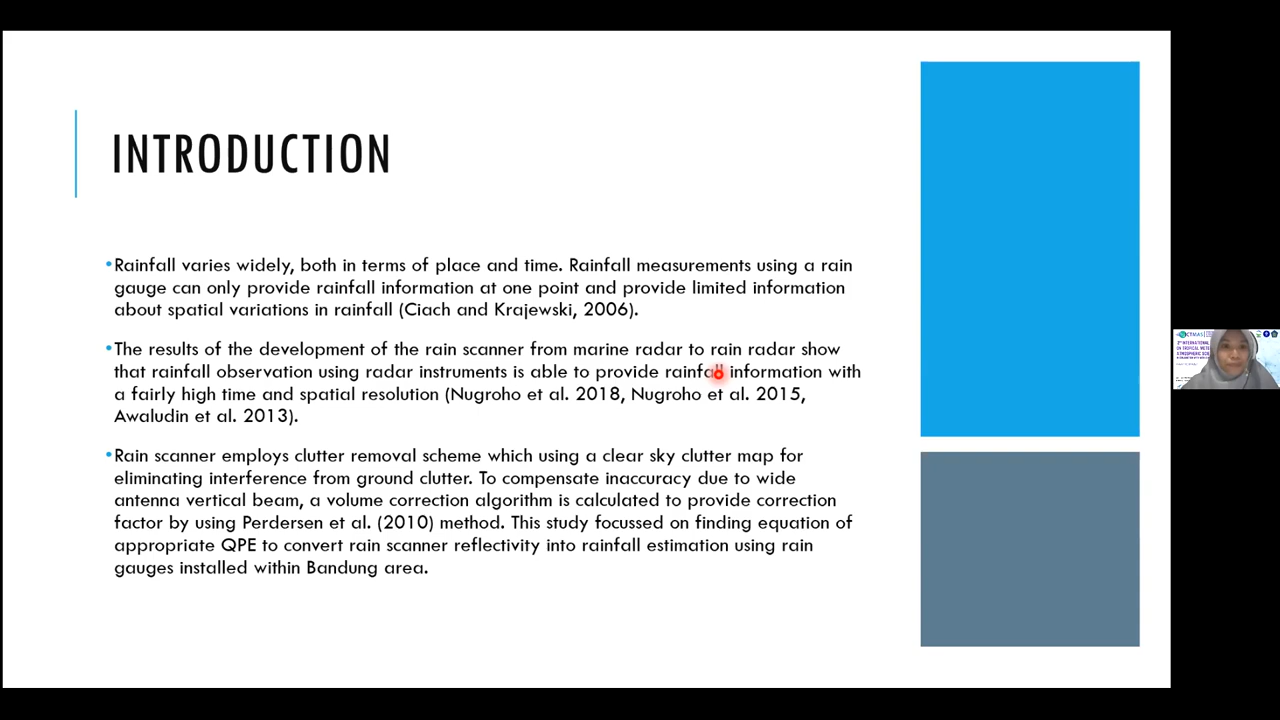 INTRODUCTION
•Rainfall varies widely, both in terms of place and time. Rainfall measurements using a rain
gauge can only provide rainfall information at one point and provide limited information
about spatial variations in rainfall (Ciach and Krajewski, 2006).
•The results of the development of the rain scanner from marine radar to rain radar show
that rainfall observation using radar instruments is able to provide rainfall information with
a fairly high time and spatial resolution (Nugroho et al. 2018, Nugroho et al. 2015,
Awaludin et al. 2013).
•Rain scanner employs clutter removal scheme which using a clear sky clutter map for
eliminating interference from ground clutter. To compensate inaccuracy due to wide
antenna vertical beam, a volume correction algorithm is calculated to provide correction
factor by using Perdersen et al. (2010) method. This study focussed on finding equation of
appropriate QPE to convert rain scanner reflectivity into rainfall estimation using rain
gauges installed within Bandung area.